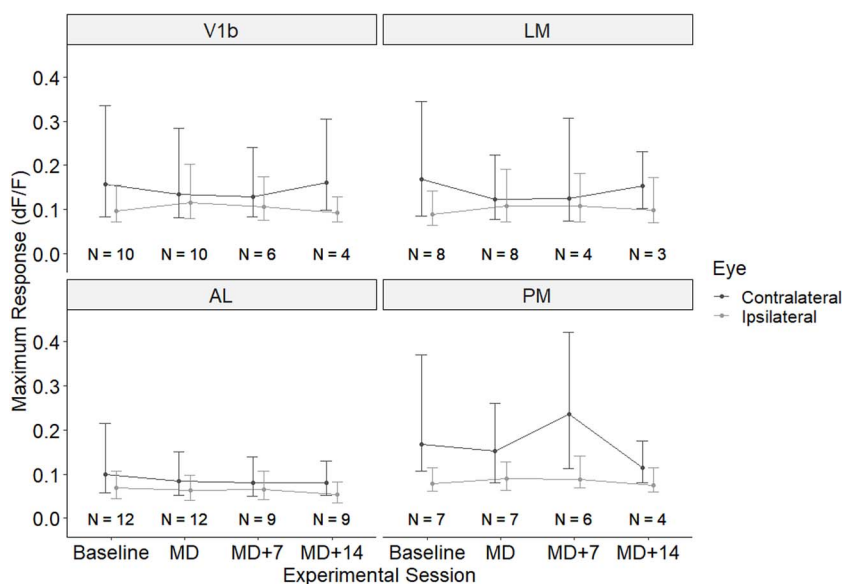 V1b LM
0.4
0.3
0.2
0.1
0.0
N = 10 N = 10 N = 6 N = 4 N = 8 N = 8 N = 4 N = 3
AL PM
0.4
0.3
0.2
0.1
0.0
N = 12 N = 12 N = 9 N = 9 N = 7 N = 7 N = 6 N = 4
Maximum Response (dF/F)
Baseline MD MD+7 MD+14 Baseline MD MD+7 MD+14
Experimental Session
Eye
Contralateral
Ipsilateral